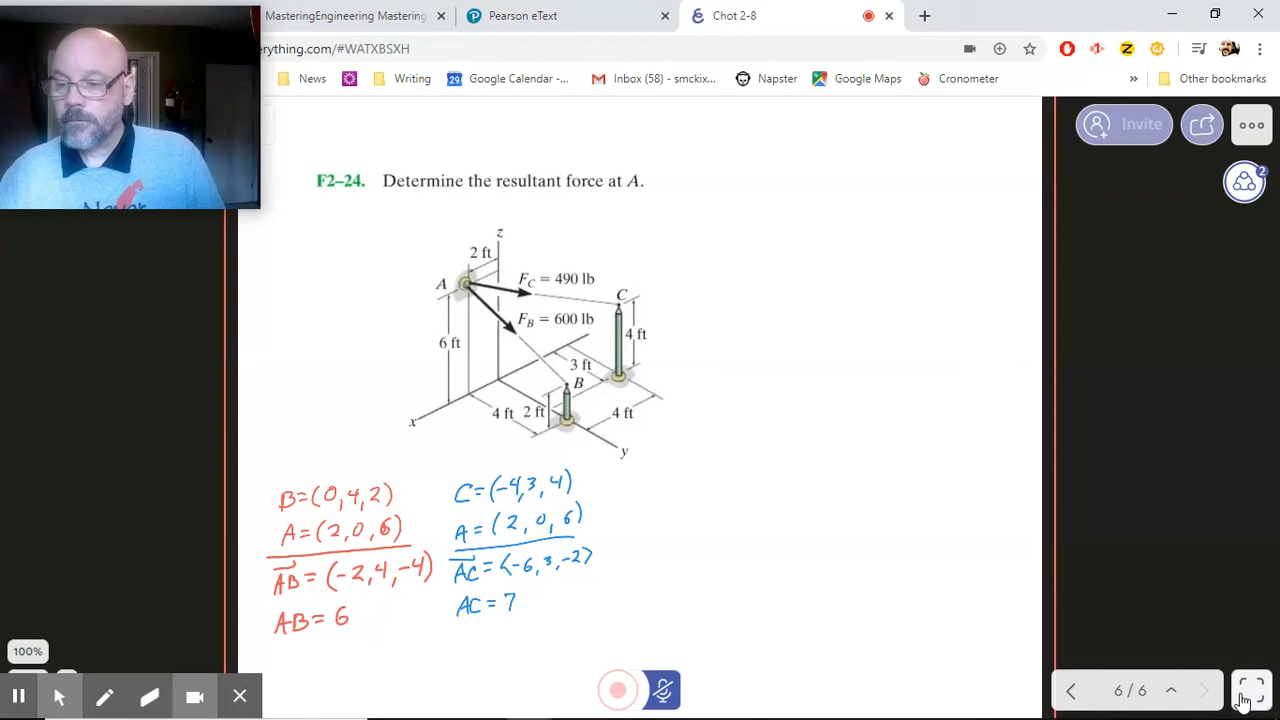 MasteringEngineering Mastering
Pearson eText
Chot 2-8
erything.com/#WATXBSXH
News
Writing
29
Google Calendar -...
Inbox (58) - smckix...
Napster
Google Maps
Cronometer
»
Other bookmarks
Invite
2
F2–24. Determine the resultant force at A.
z
2 ft
A
F_C = 490 lb
C
F_B = 600 lb
4 ft
6 ft
3 ft
B
4 ft
2 ft
4 ft
x
y
B=(0,4,2)
A=(2,0,6)
AB = (-2,4,-4)
AB= 6
C=(-4,3,4)
A=(2,0,6)
AC=<-6,3,-2>
AC=7
Never
100%
6 / 6